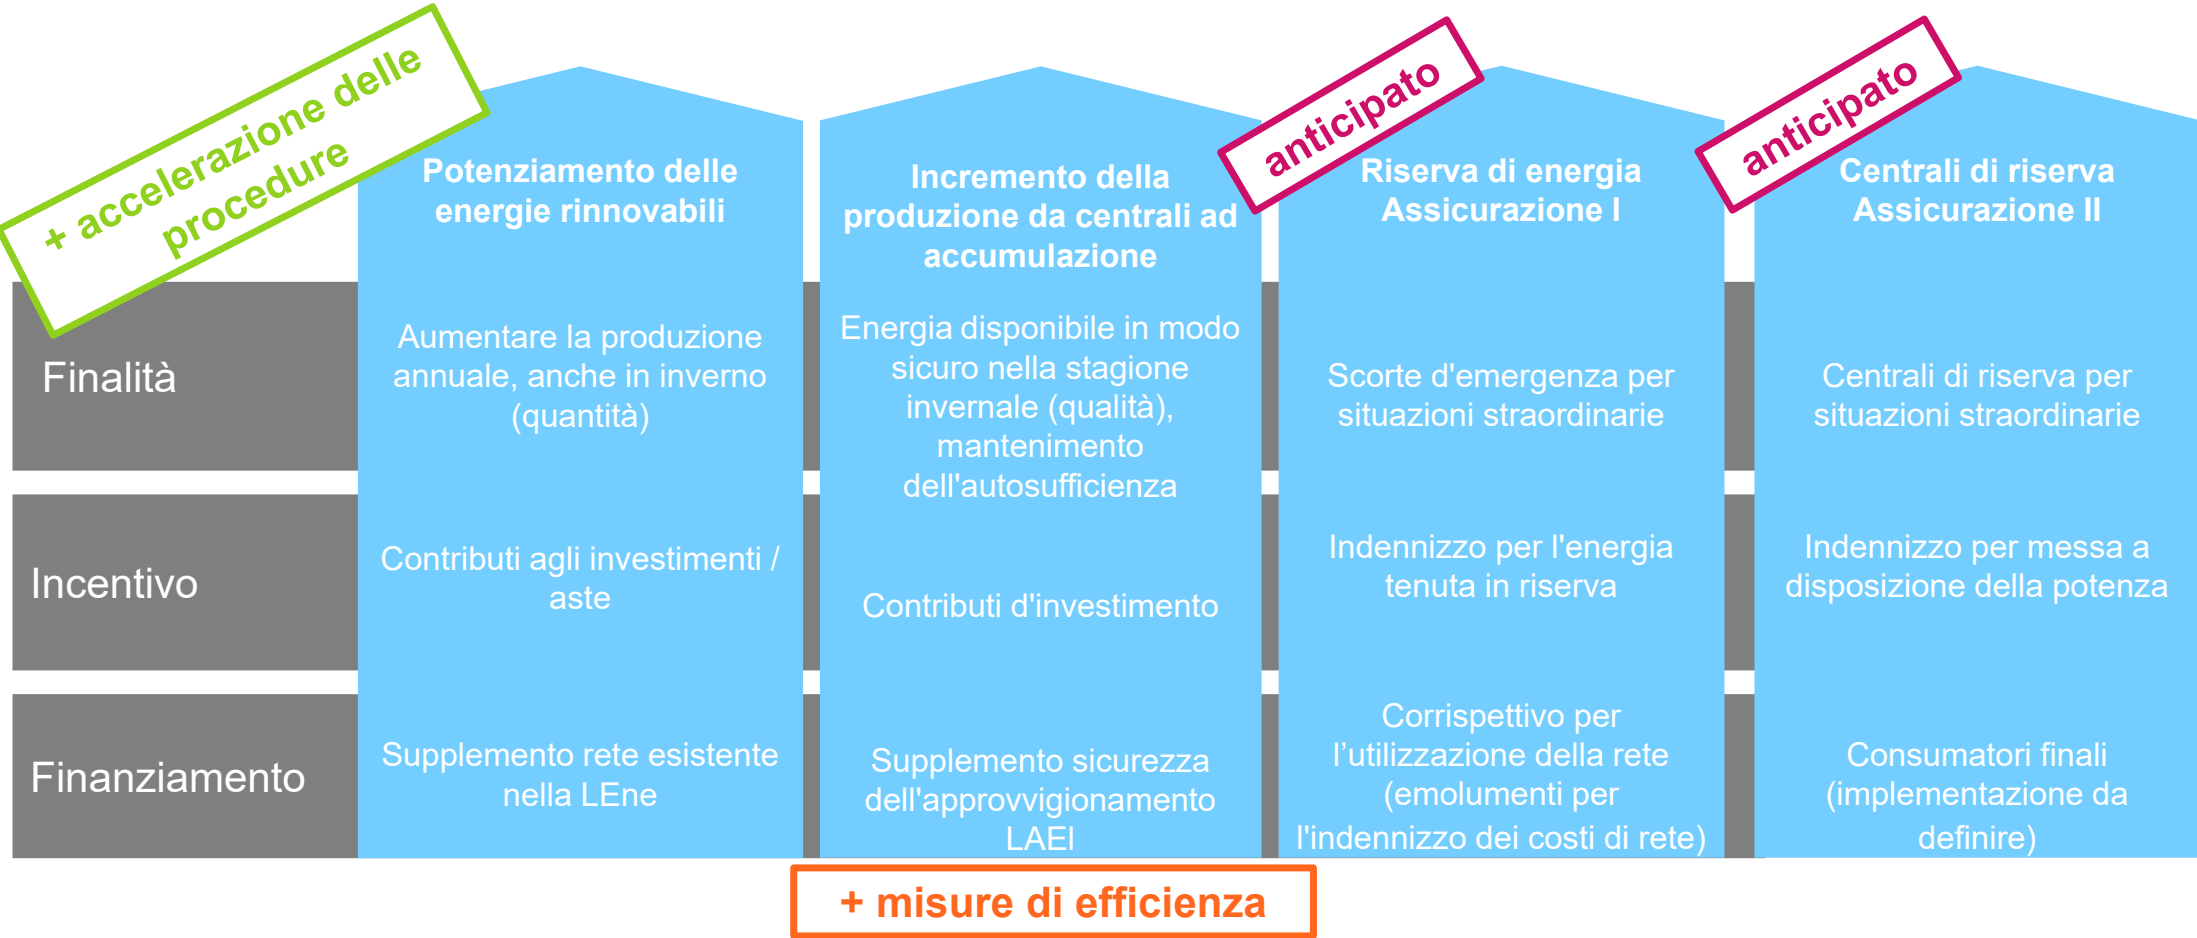 + accelerazione delle
procedure
anticipato
anticipato
Potenziamento delle
energie rinnovabili
Incremento della
produzione da centrali ad
accumulazione
Riserva di energia
Assicurazione I
Centrali di riserva
Assicurazione II
Finalità
Aumentare la produzione
annuale, anche in inverno
(quantità)
Energia disponibile in modo
sicuro nella stagione
invernale (qualità),
mantenimento
dell'autosufficienza
Scorte d'emergenza per
situazioni straordinarie
Centrali di riserva per
situazioni straordinarie
Incentivo
Contributi agli investimenti /
aste
Contributi d'investimento
Indennizzo per l'energia
tenuta in riserva
Indennizzo per messa a
disposizione della potenza
Finanziamento
Supplemento rete esistente
nella LEne
Supplemento sicurezza
dell'approvvigionamento
LAEl
Corrispettivo per
l’utilizzazione della rete
(emolumenti per
l'indennizzo dei costi di rete)
Consumatori finali
(implementazione da
definire)
+ misure di efficienza